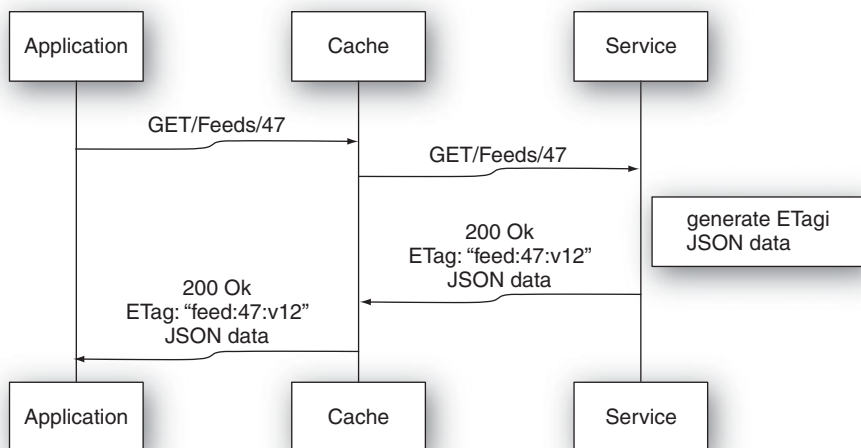 Application
Cache
Service
GET/Feeds/47
GET/Feeds/47
generate ETagi
JSON data
200 Ok
ETag: “feed:47:v12”
JSON data
200 Ok
ETag: “feed:47:v12”
JSON data
Application
Cache
Service